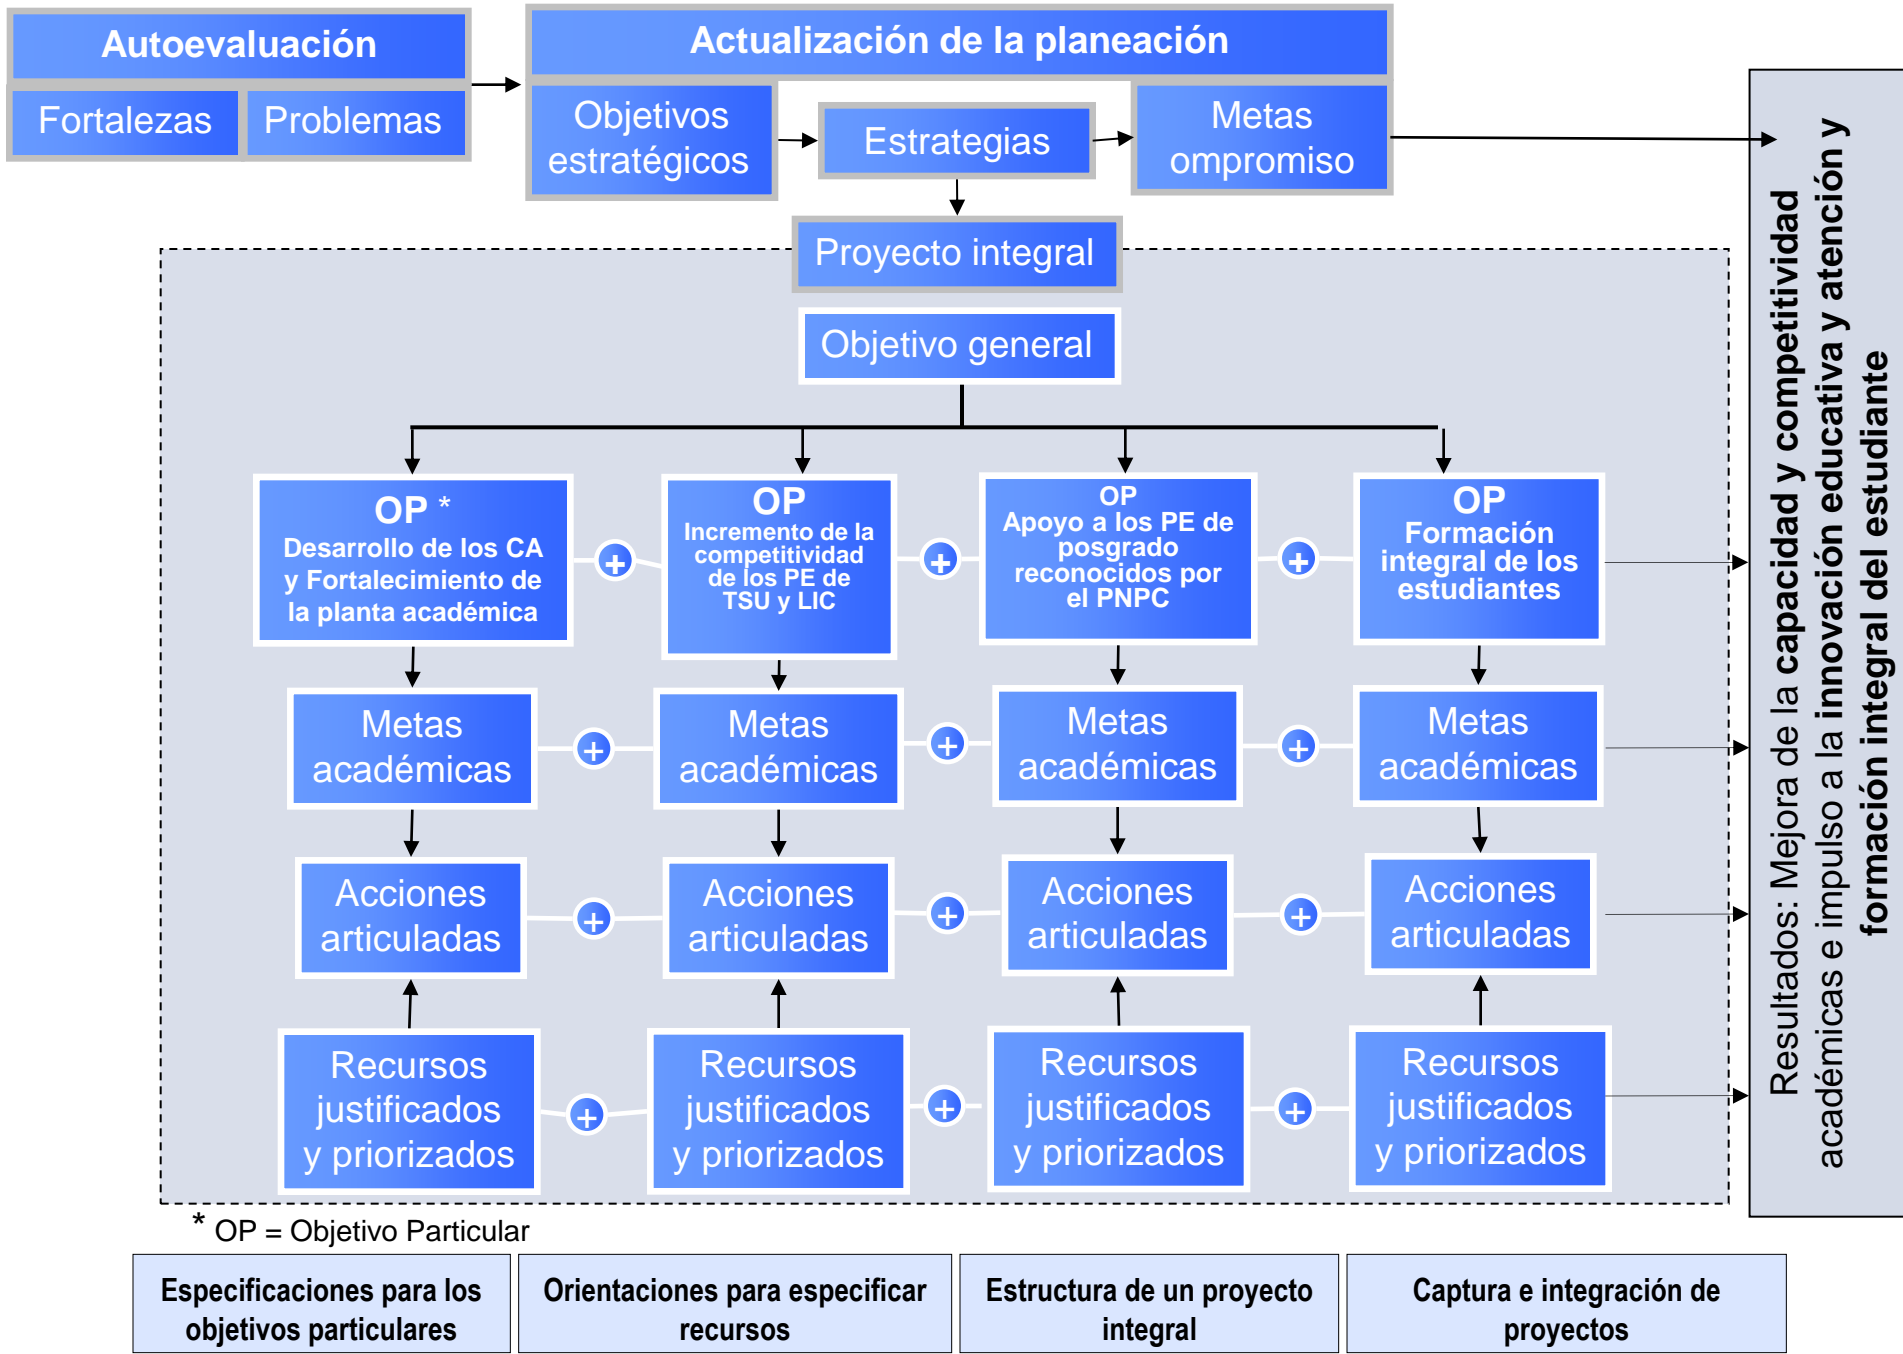 Autoevaluación
Fortalezas
Problemas
Actualización de la planeación
Objetivos
estratégicos
Estrategias
Metas
ompromiso
Proyecto integral
Objetivo general
OP *
Desarrollo de los CA
y Fortalecimiento de
la planta académica
+
OP
Incremento de la
competitividad
de los PE de
TSU y LIC
+
OP
Apoyo a los PE de
posgrado
reconocidos por
el PNPC
+
OP
Formación
integral de los
estudiantes
Metas
académicas
+
Metas
académicas
+
Metas
académicas
+
Metas
académicas
Acciones
articuladas
+
Acciones
articuladas
+
Acciones
articuladas
+
Acciones
articuladas
Recursos
justificados
y priorizados
+
Recursos
justificados
y priorizados
+
Recursos
justificados
y priorizados
+
Recursos
justificados
y priorizados
Resultados: Mejora de la capacidad y competitividad
académicas e impulso a la innovación educativa y atención y
formación integral del estudiante
* OP = Objetivo Particular
Especificaciones para los
objetivos particulares
Orientaciones para especificar
recursos
Estructura de un proyecto
integral
Captura e integración de
proyectos